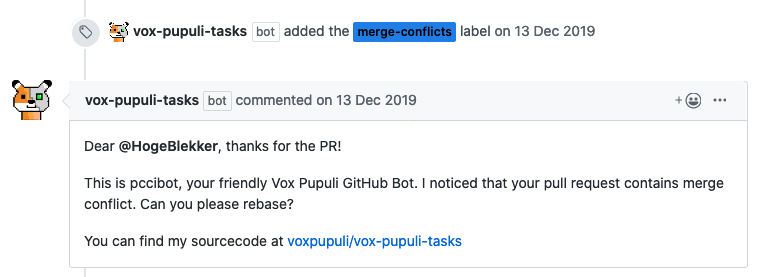 vox-pupuli-tasks bot added the merge-conflicts label on 13 Dec 2019
vox-pupuli-tasks bot commented on 13 Dec 2019
Dear @HogeBlekker, thanks for the PR!
This is pccibot, your friendly Vox Pupuli GitHub Bot. I noticed that your pull request contains merge
conflict. Can you please rebase?
You can find my sourcecode at voxpupuli/vox-pupuli-tasks